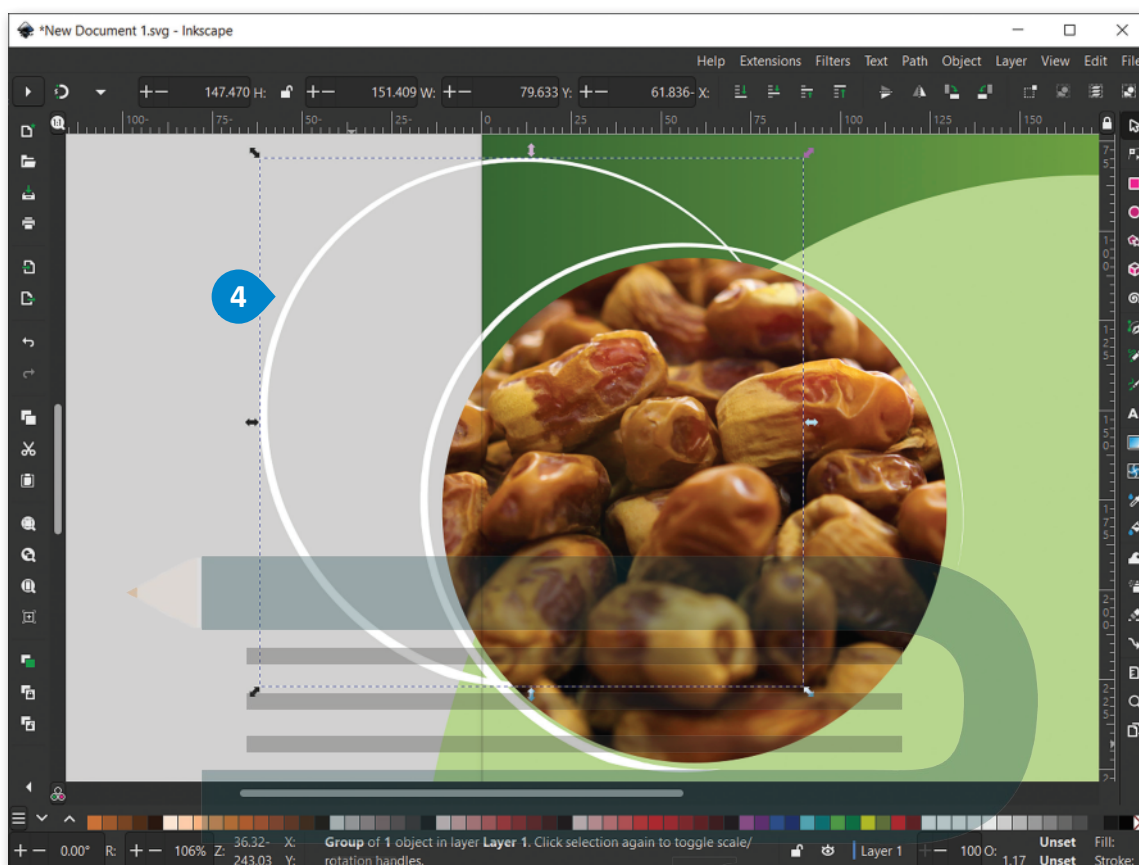 *New Document 1.svg - Inkscape
Help Extensions Filters Text Path Object Layer View Edit File
147.470 H: 151.409 W: 79.633 Y: 61.836- X:
100- 75- 50- 25- 0 25 50 75 100 125 150
4
0.00° R: 106% Z: 36.32- X: Group of 1 object in layer Layer 1. Click selection again to toggle scale/ Layer 1 100 O: Unset Fill:
243.03 Y: rotation handles. 1.17 Unset Stroke: